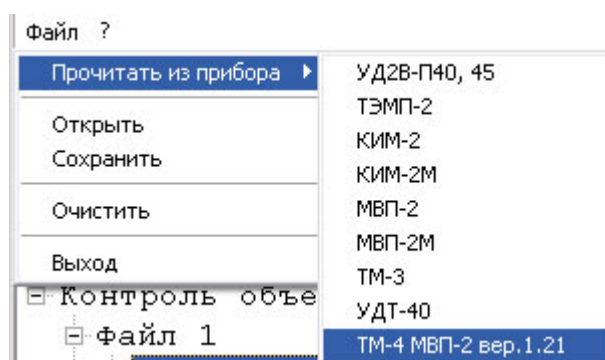 Файл ?
Прочитать из прибора
Открыть
Сохранить
Очистить
Выход
УД2В-П40, 45
ТЭМП-2
КИМ-2
КИМ-2М
МВП-2
МВП-2М
ТМ-3
УДТ-40
ТМ-4 МВП-2 вер.1.21
Контроль объе
Файл 1